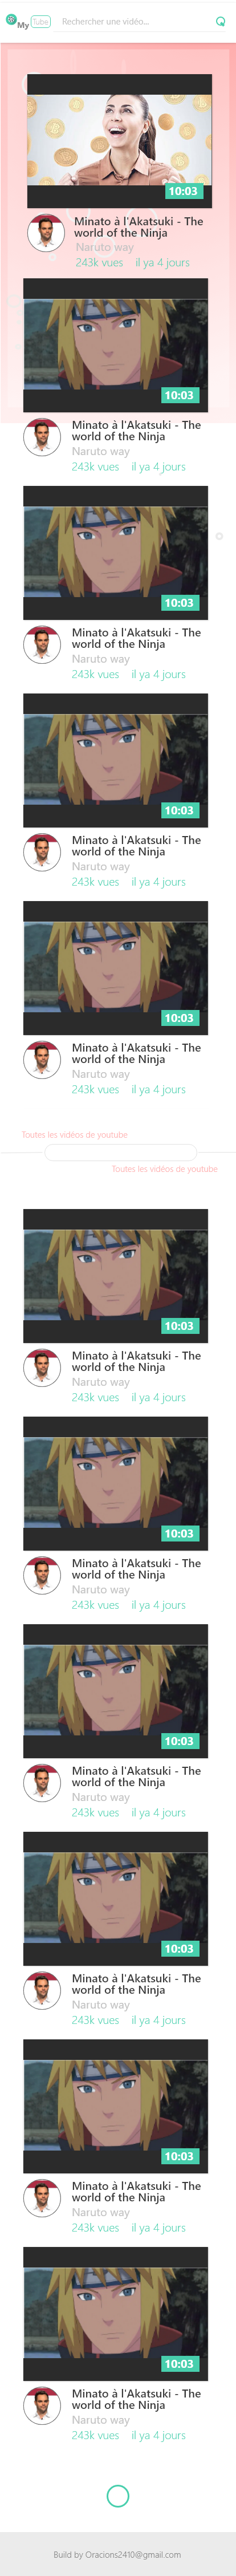 My Tube
Rechercher une vidéo...
10:03
Minato à l'Akatsuki - The
world of the Ninja
Naruto way
243k vues il ya 4 jours
10:03
Minato à l'Akatsuki - The
world of the Ninja
Naruto way
243k vues il ya 4 jours
10:03
Minato à l'Akatsuki - The
world of the Ninja
Naruto way
243k vues il ya 4 jours
10:03
Minato à l'Akatsuki - The
world of the Ninja
Naruto way
243k vues il ya 4 jours
10:03
Minato à l'Akatsuki - The
world of the Ninja
Naruto way
243k vues il ya 4 jours
Toutes les vidéos de youtube
Toutes les vidéos de youtube
10:03
Minato à l'Akatsuki - The
world of the Ninja
Naruto way
243k vues il ya 4 jours
10:03
Minato à l'Akatsuki - The
world of the Ninja
Naruto way
243k vues il ya 4 jours
10:03
Minato à l'Akatsuki - The
world of the Ninja
Naruto way
243k vues il ya 4 jours
10:03
Minato à l'Akatsuki - The
world of the Ninja
Naruto way
243k vues il ya 4 jours
10:03
Minato à l'Akatsuki - The
world of the Ninja
Naruto way
243k vues il ya 4 jours
10:03
Minato à l'Akatsuki - The
world of the Ninja
Naruto way
243k vues il ya 4 jours
Build by Oracions2410@gmail.com